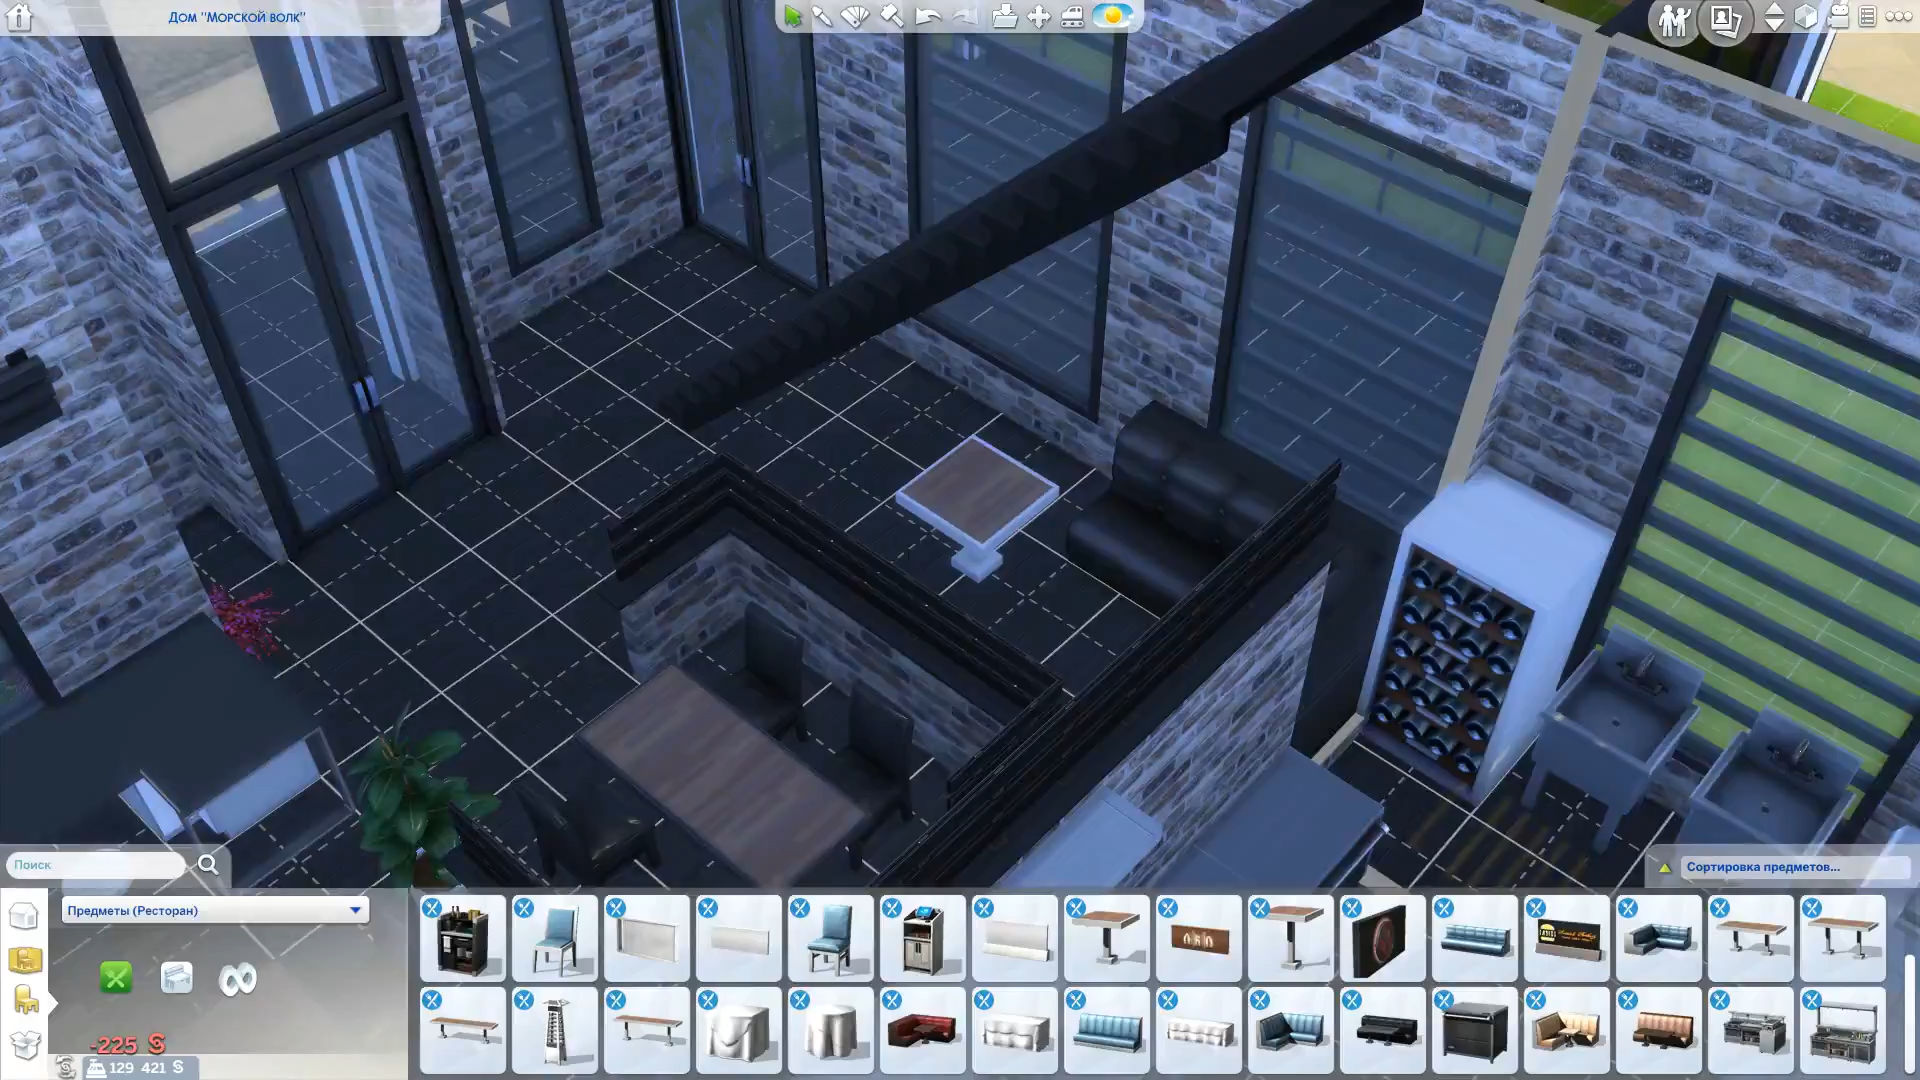 Дом "Морской волк"
Поиск
Сортировка предметов...
Предметы (Ресторан)
-225 §
129 421 §